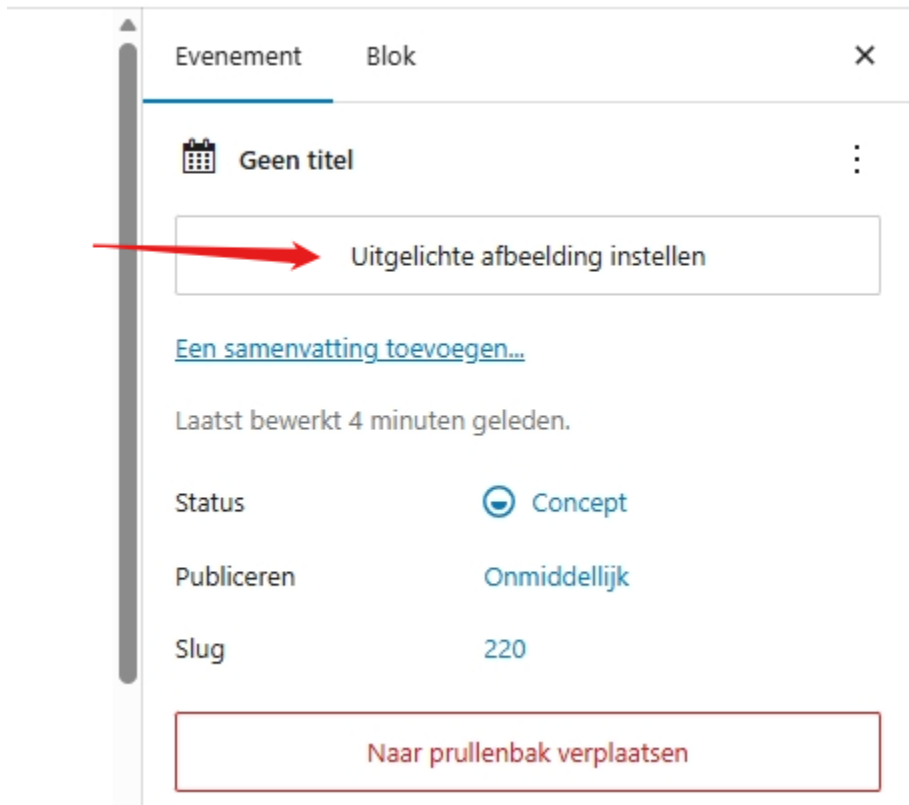 Evenement Blok
Geen titel
Uitgelichte afbeelding instellen
Een samenvatting toevoegen...
Laatst bewerkt 4 minuten geleden.
Status Concept
Publiceren Onmiddellijk
Slug 220
Naar prullenbak verplaatsen